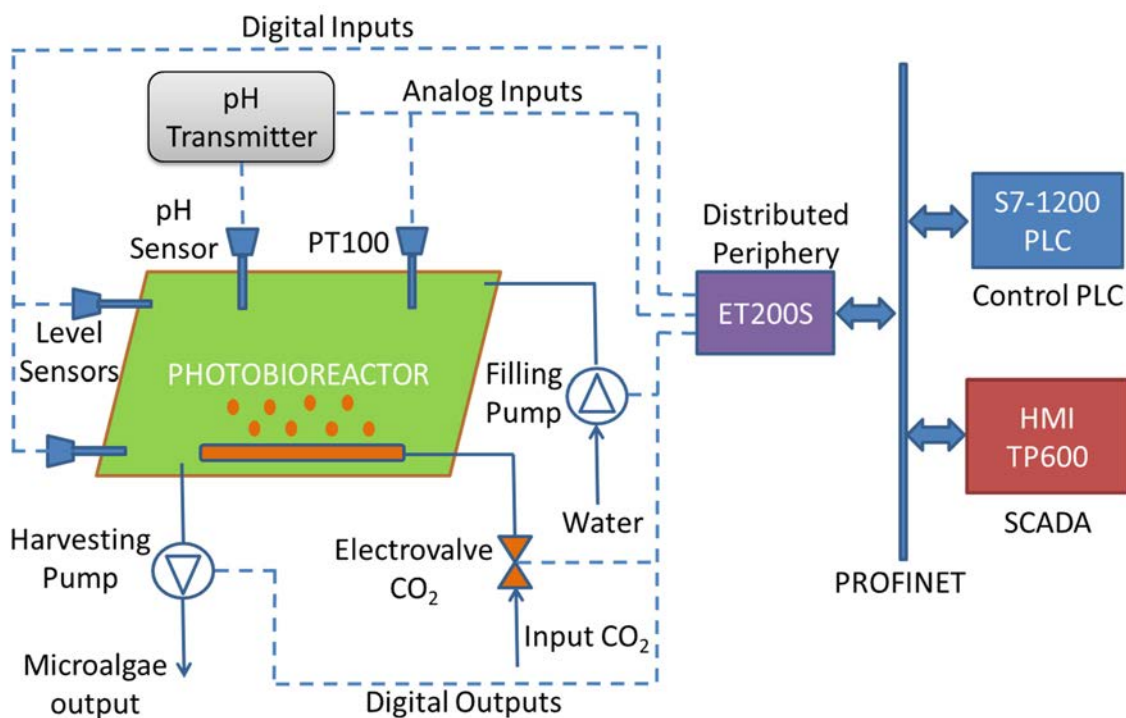 Digital Inputs
pH
Transmitter
Analog Inputs
pH
Sensor
PT100
Distributed
Periphery
S7-1200
PLC
Control PLC
ET200S
Level
Sensors
PHOTOBIOREACTOR
Filling
Pump
HMI
TP600
SCADA
Water
Harvesting
Pump
Electrovalve
CO₂
PROFINET
Input CO₂
Microalgae
output
Digital Outputs